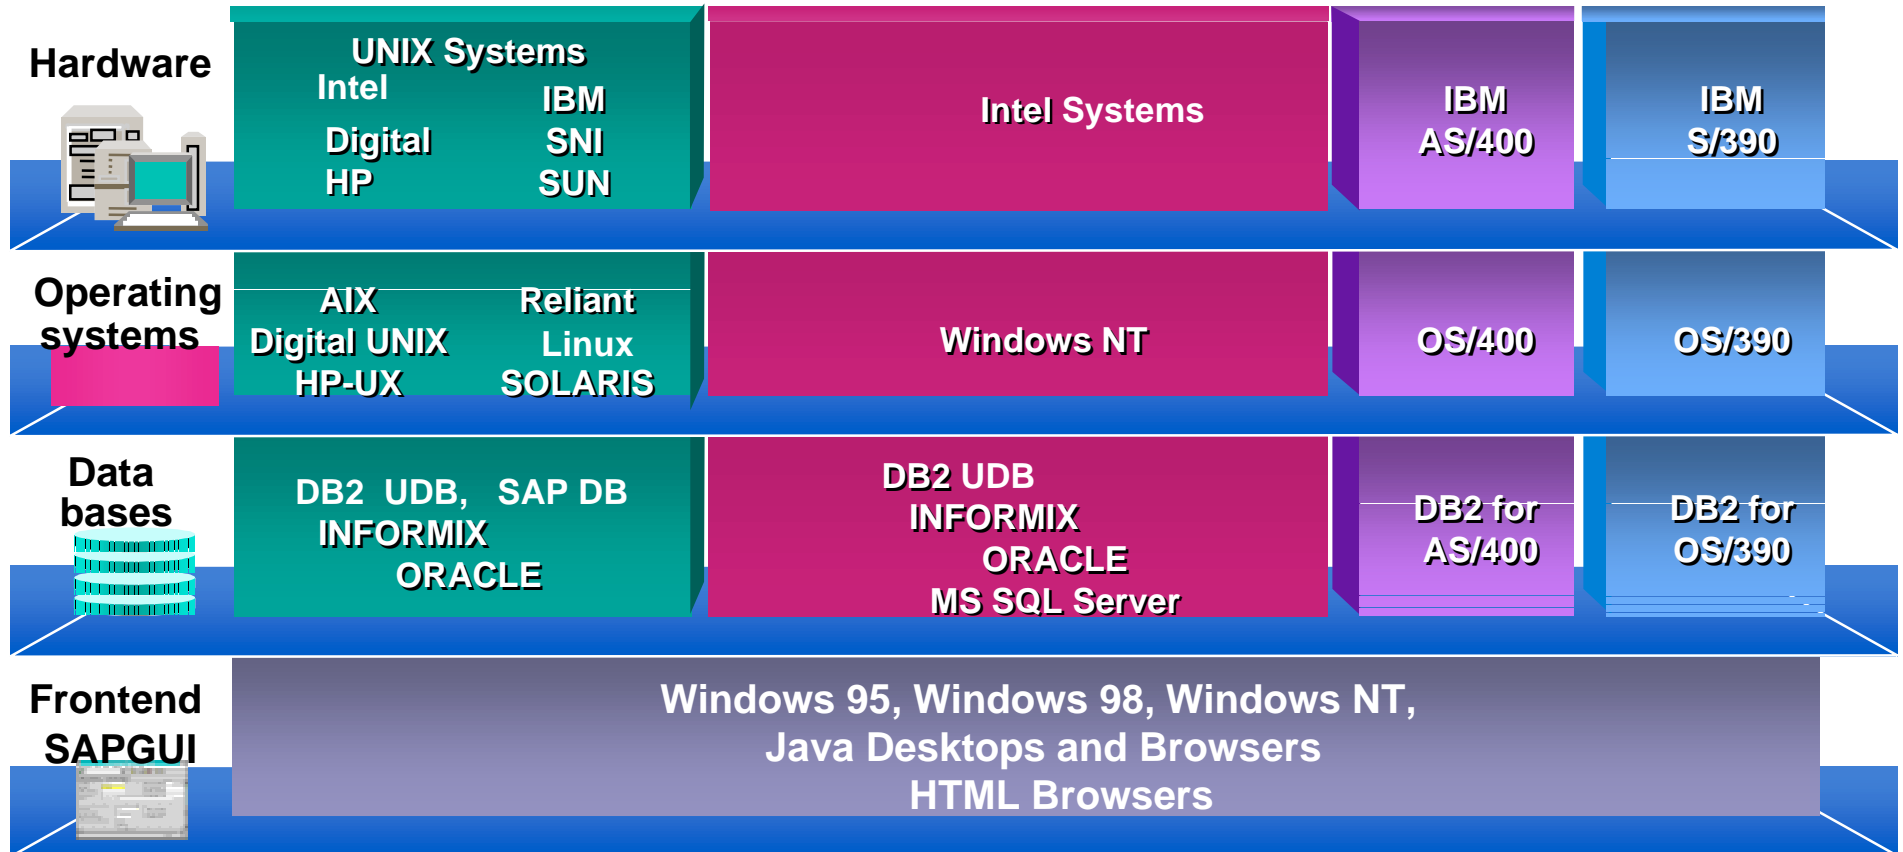 Hardware
UNIX Systems
Intel
IBM
Digital
SNI
HP
SUN
Intel Systems
IBM
AS/400
IBM
S/390
Operating
systems
AIX
Reliant
Digital UNIX
Linux
HP-UX
SOLARIS
Windows NT
OS/400
OS/390
Data
bases
DB2 UDB, SAP DB
INFORMIX
ORACLE
DB2 UDB
INFORMIX
ORACLE
MS SQL Server
DB2 for
AS/400
DB2 for
OS/390
Frontend
SAPGUI
Windows 95, Windows 98, Windows NT,
Java Desktops and Browsers
HTML Browsers